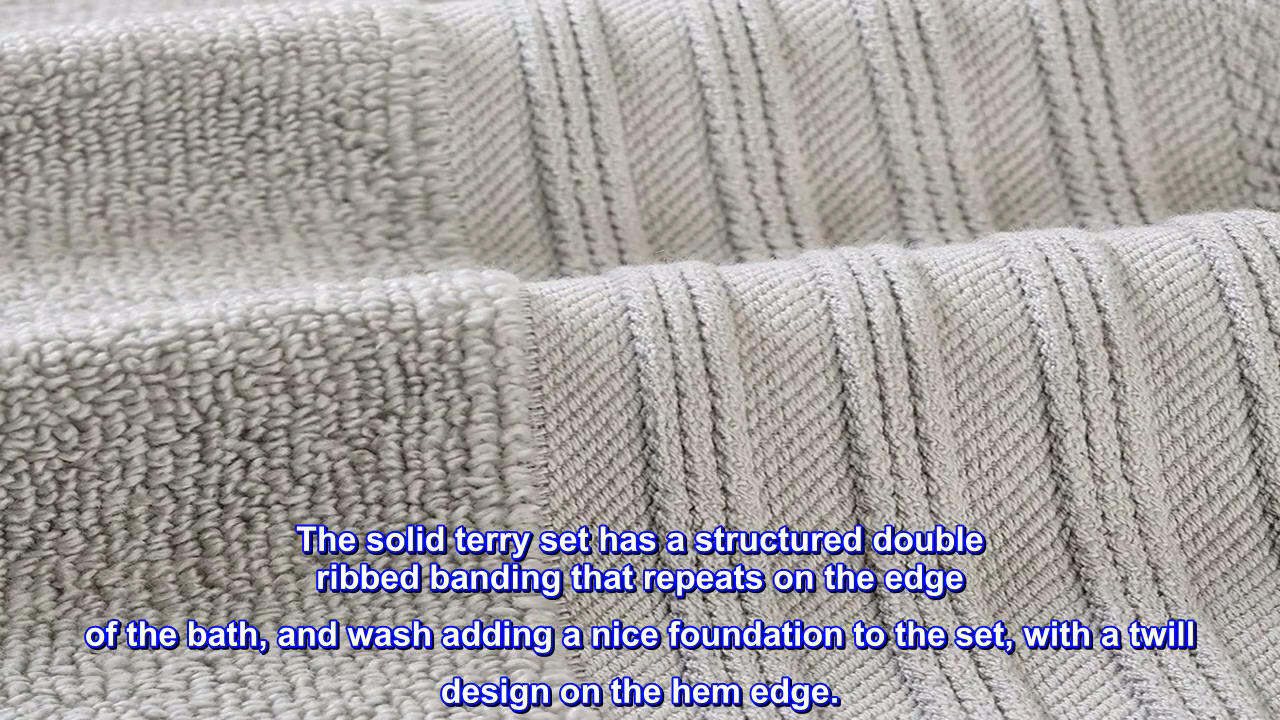 The solid terry set has a structured double
ribbed banding that repeats on the edge
of the bath, and wash adding a nice foundation to the set, with a twill
design on the hem edge.